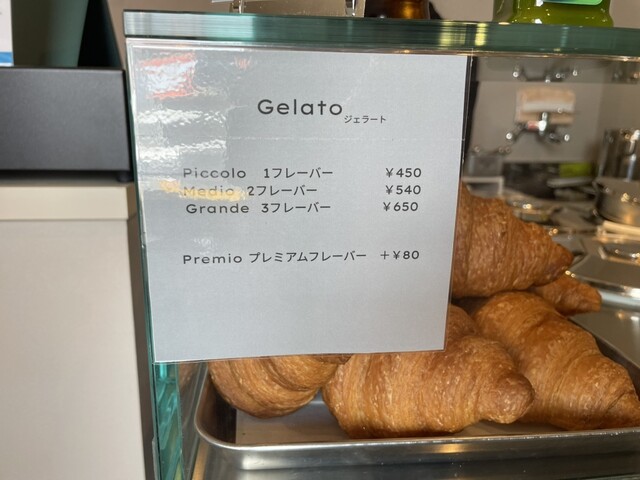 Gelato
ジェラート
Piccolo 1フレーバー ¥450
Medio 2フレーバー ¥540
Grande 3フレーバー ¥650
Premio プレミアムフレーバー +¥80